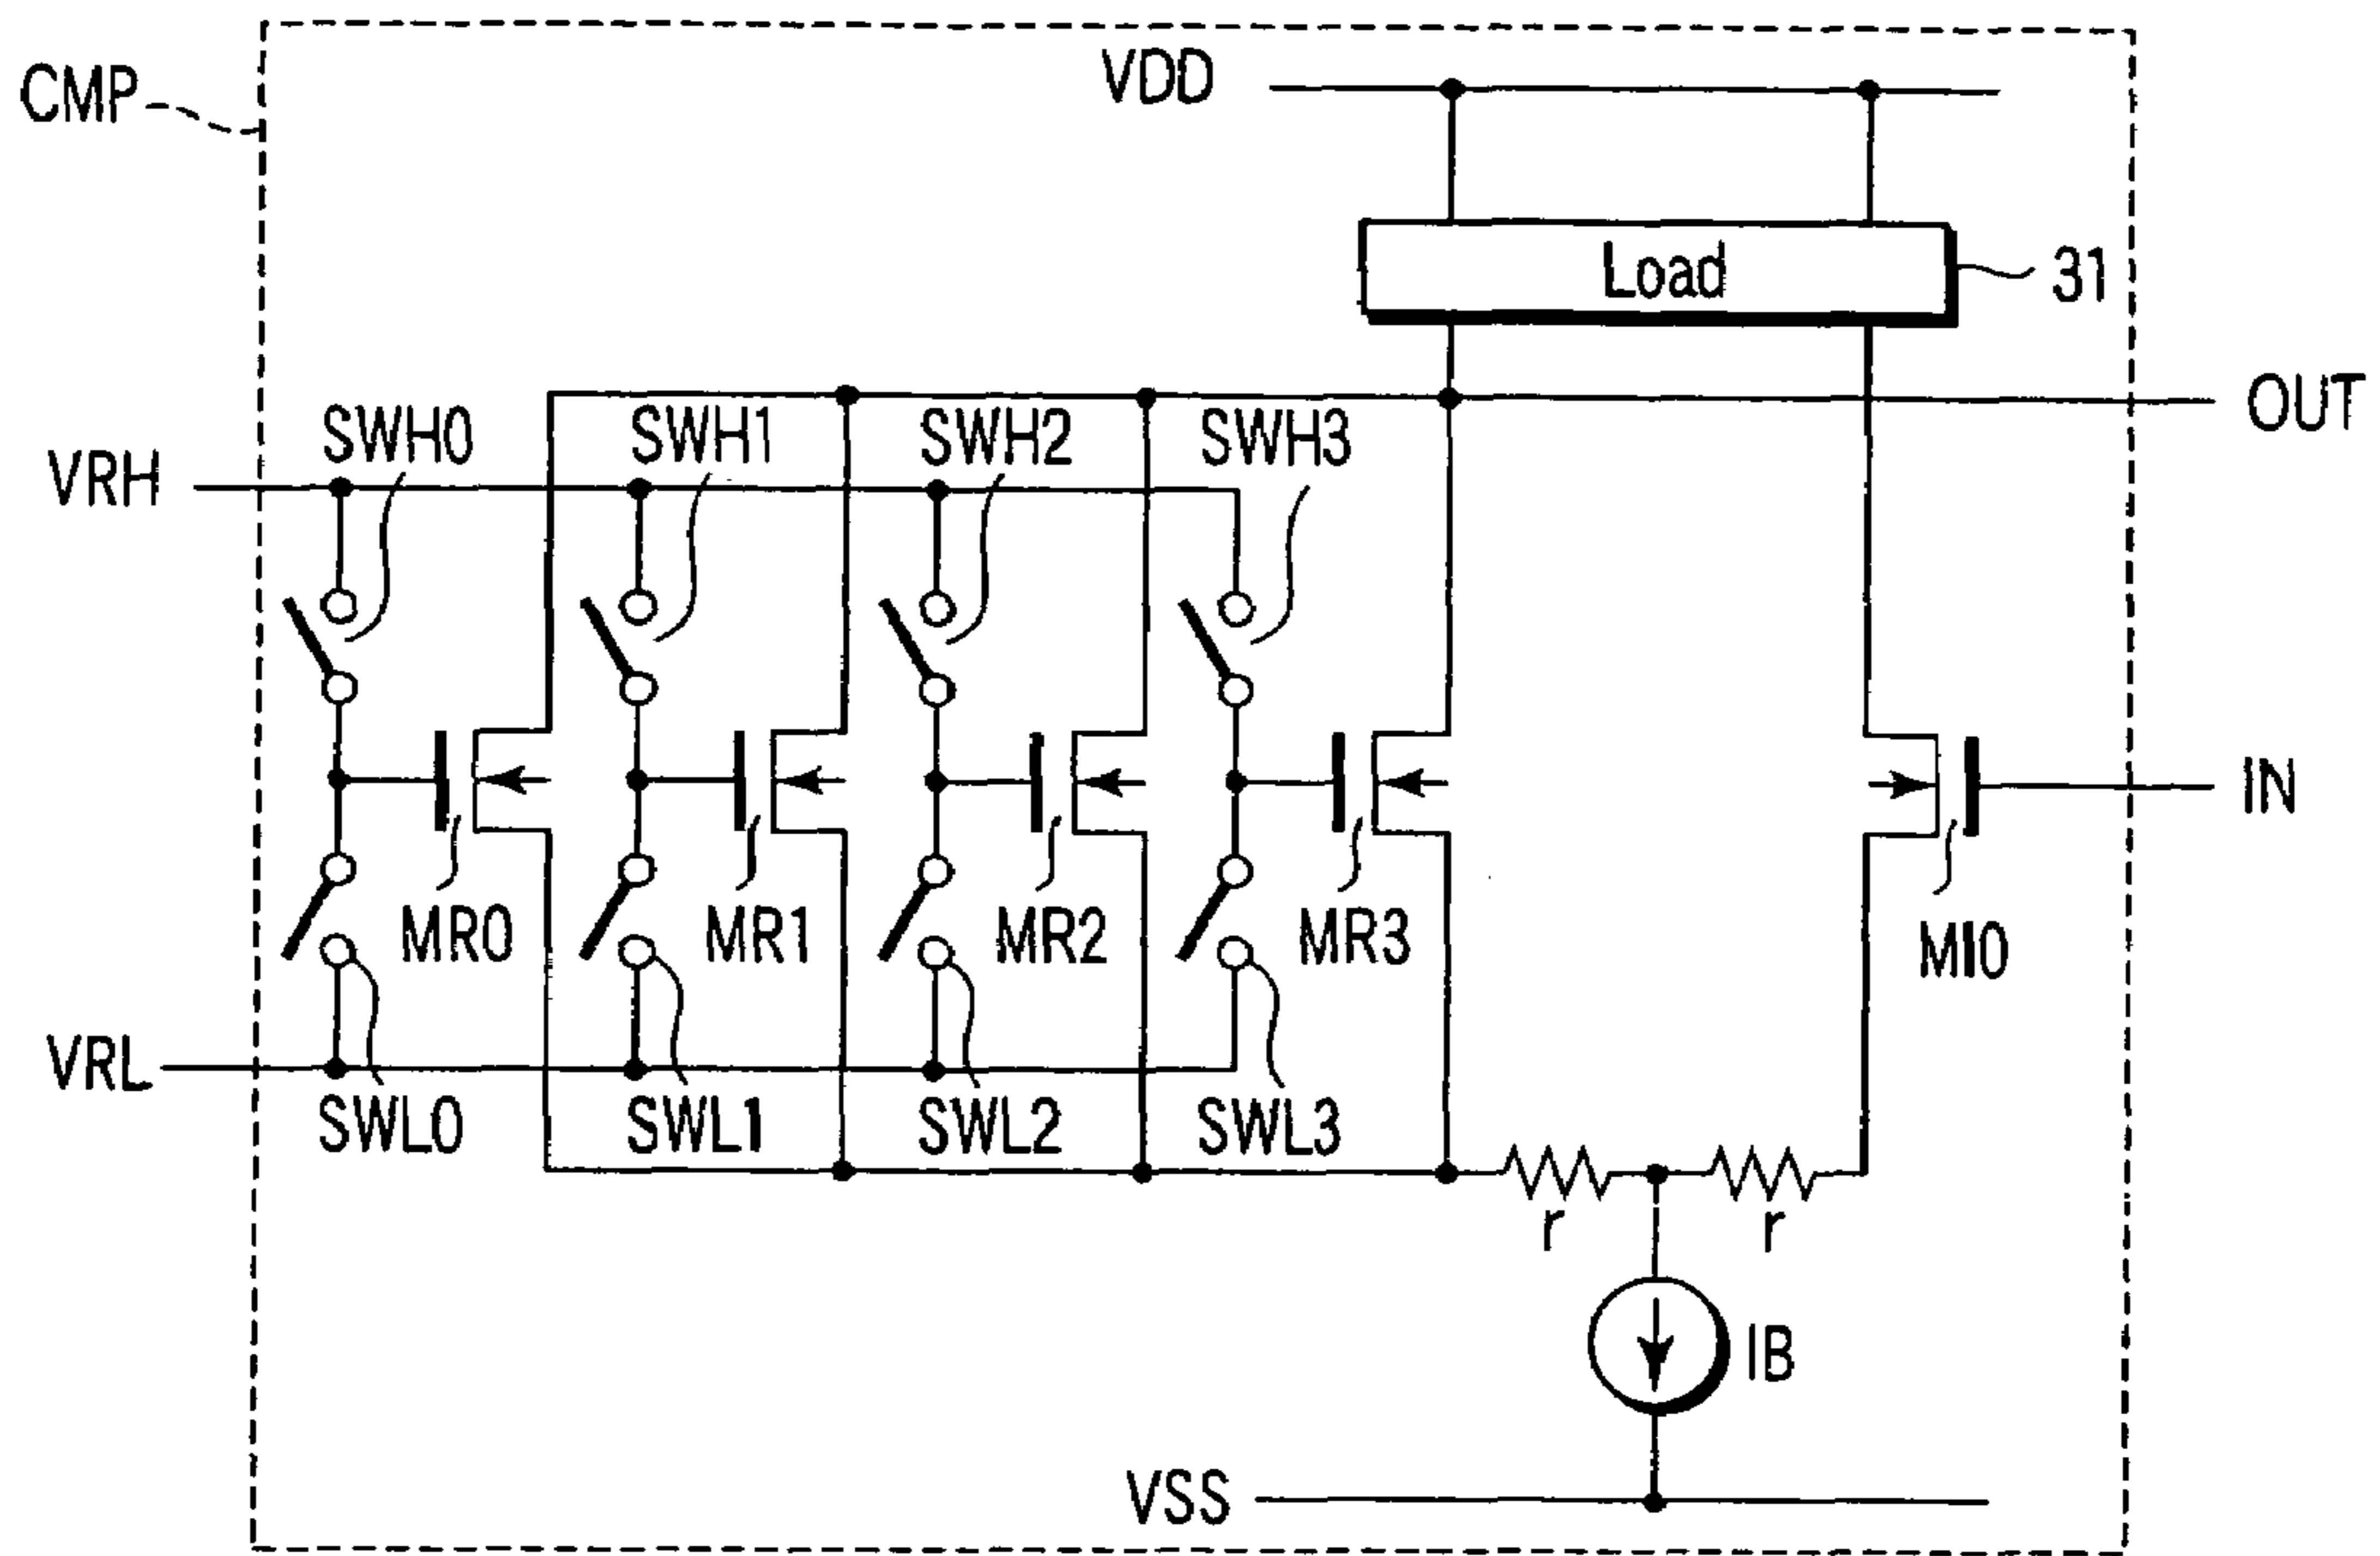 CMP
VDD
Load
31
OUT
SWH0
SWH1
SWH2
SWH3
VRH
IN
MR0
MR1
MR2
MR3
MI0
VRL
SWL0
SWL1
SWL2
SWL3
r
r
IB
VSS